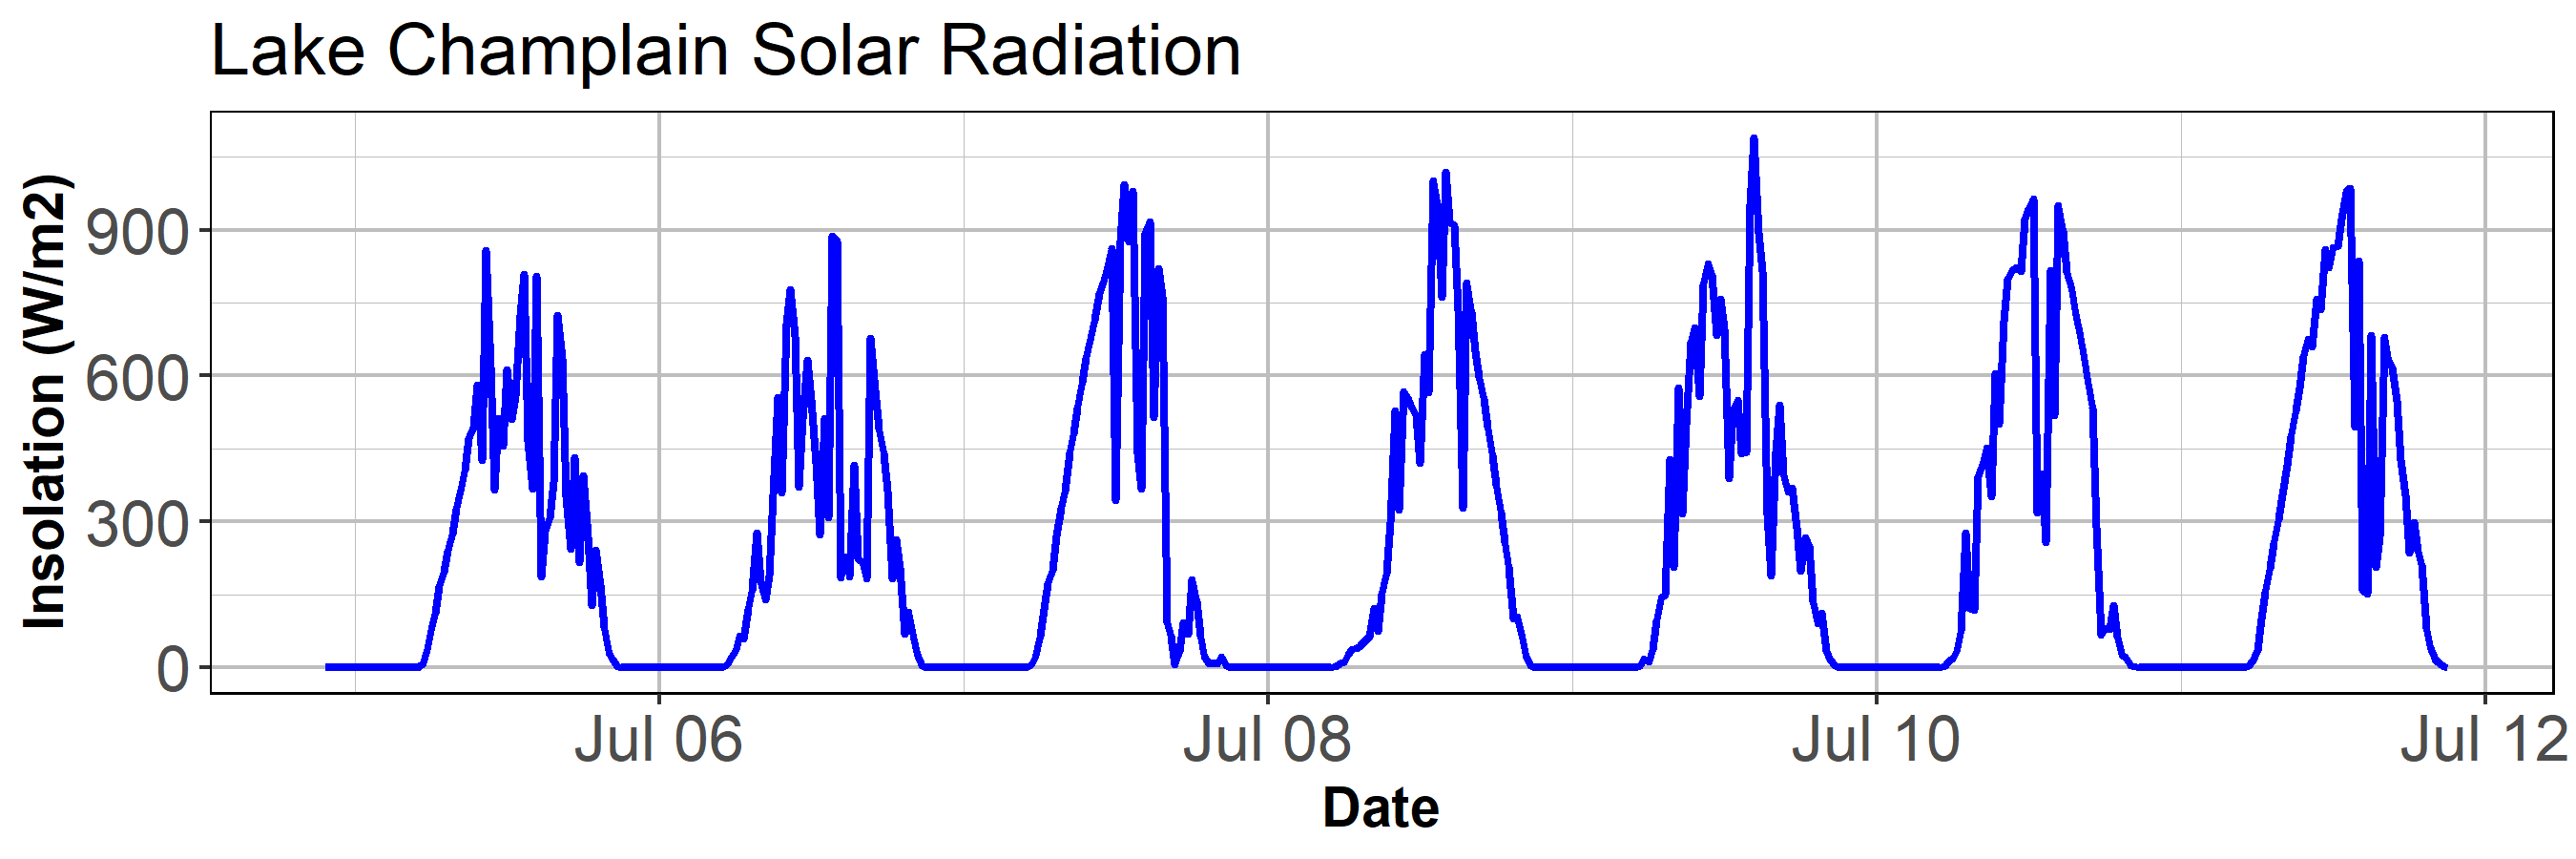 Lake Champlain Solar Radiation
Insolation (W/m2)
900
600
300
0
Jul 06 Jul 08 Jul 10 Jul 12
Date